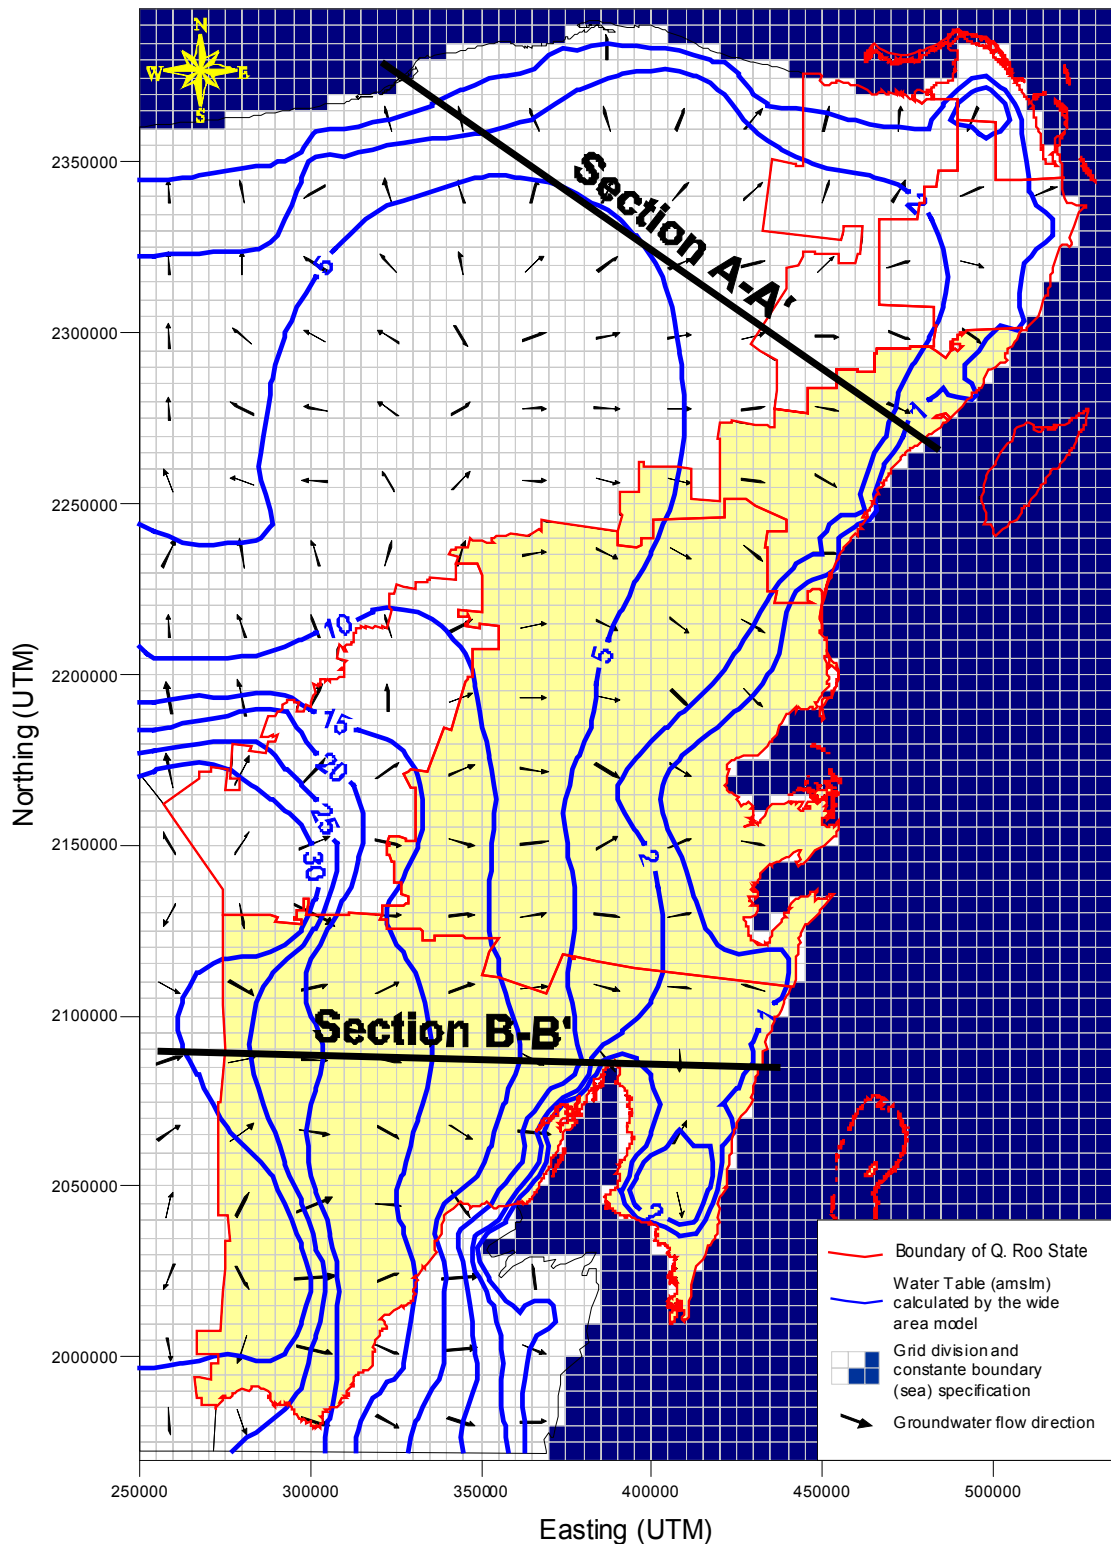 N
W E
S
2350000
2300000
2250000
2200000
2150000
2100000
2050000
2000000
Northing (UTM)
Section A-A'
2
5
1
10
5
15
20
25
30
2
Section B-B'
1
2
Boundary of Q. Roo State
Water Table (amslm)
calculated by the wide
area model
Grid division and
constante boundary
(sea) specification
Groundwater flow direction
250000 300000 350000 400000 450000 500000
Easting (UTM)